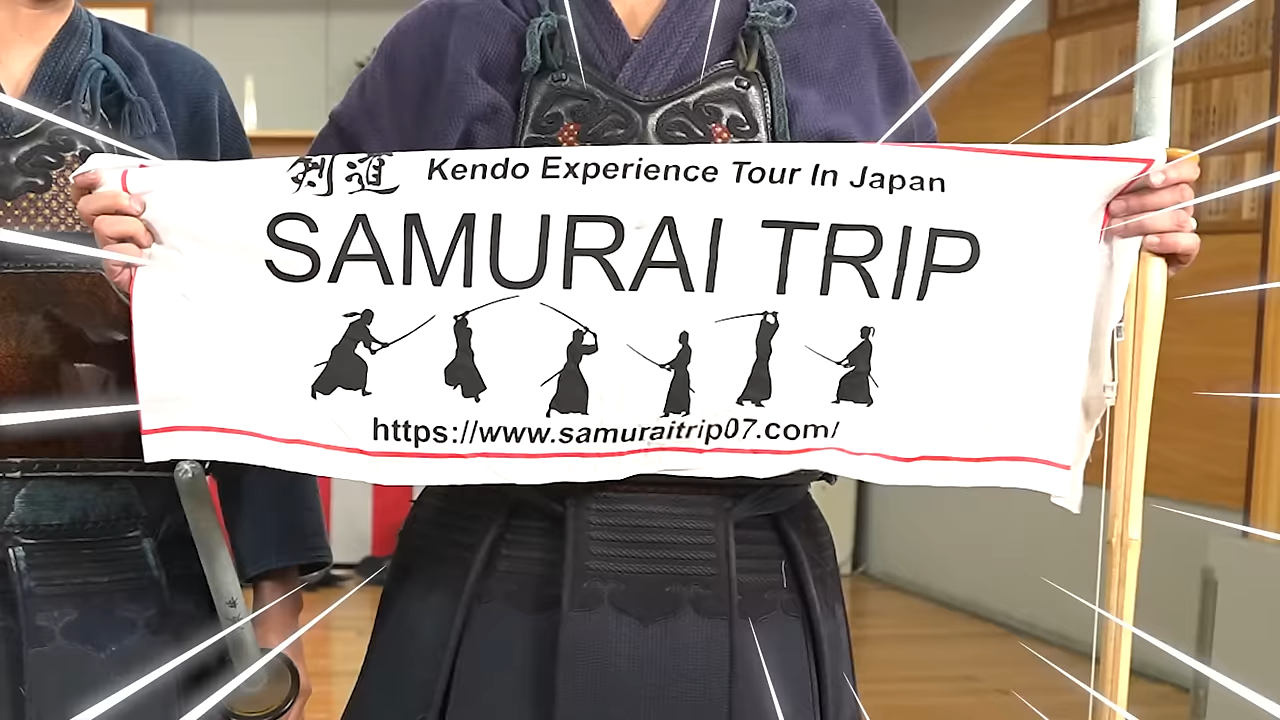 剣道 Kendo Experience Tour In Japan
SAMURAI TRIP
https://www.samuraitrip07.com/